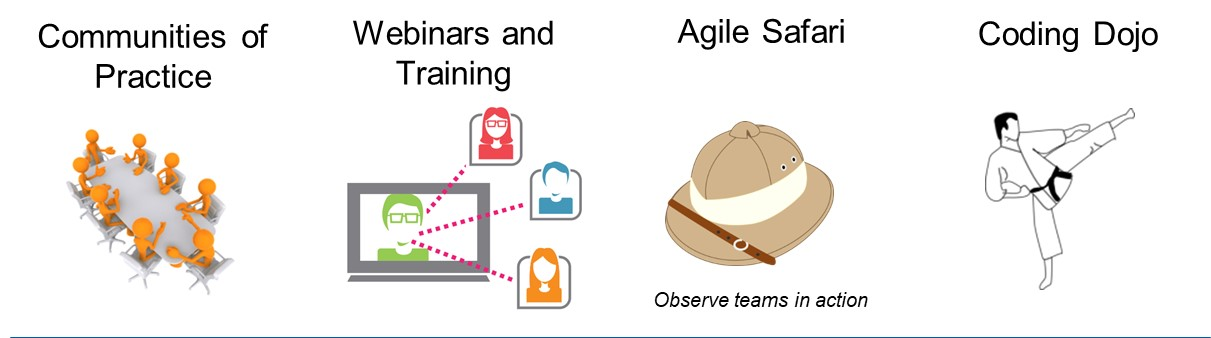 Communities of
Practice
Webinars and
Training
Agile Safari
Observe teams in action
Coding Dojo